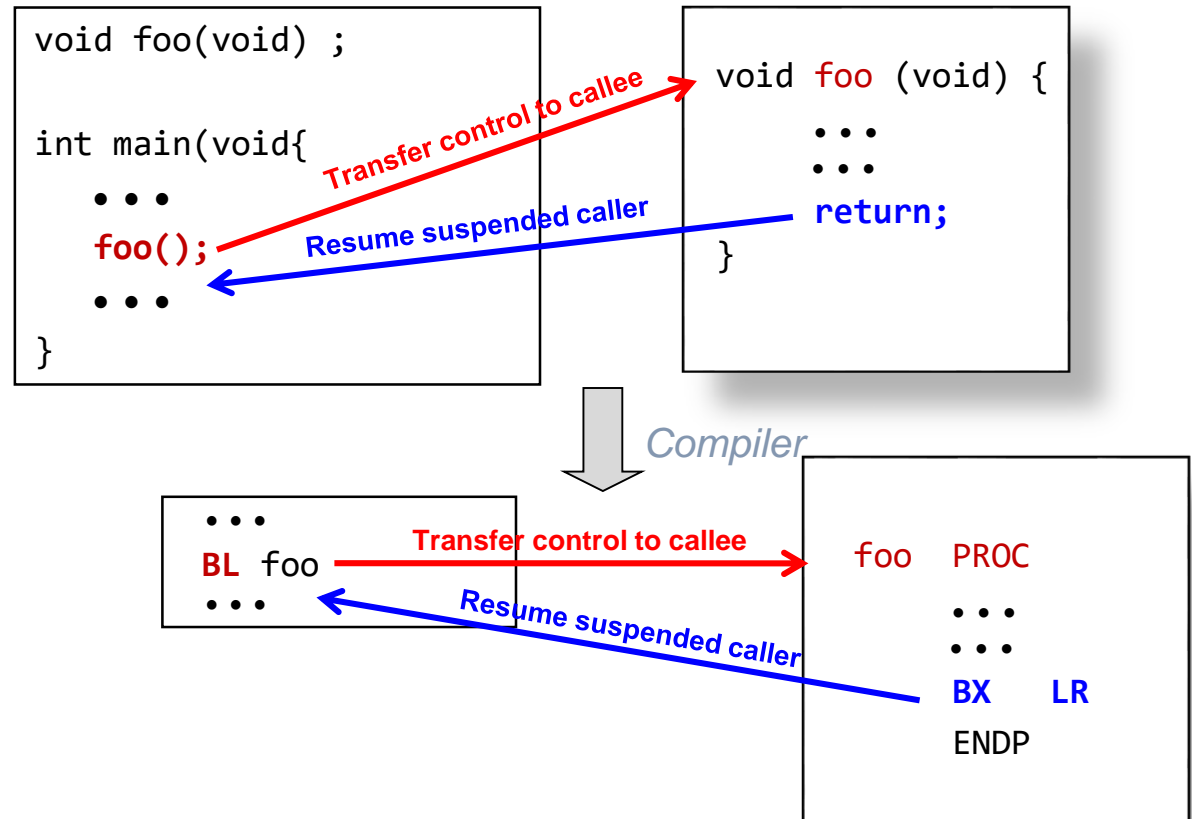 void foo(void) ;
int main(void{
• • •
foo();
• • •
}
Transfer control to callee
Resume suspended caller
void foo (void) {
• • •
• • •
return;
}
Compiler
• • •
BL foo
• • •
Transfer control to callee
Resume suspended caller
foo PROC
• • •
• • •
BX LR
ENDP